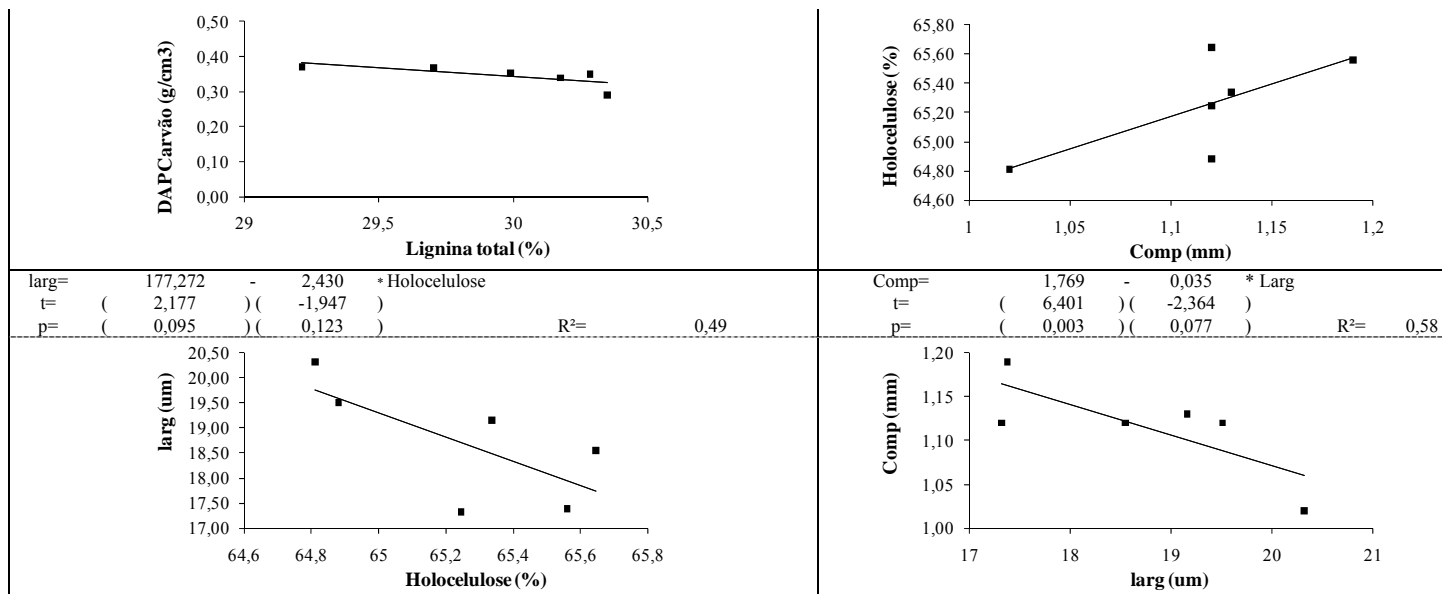 DAPCarvão (g/cm3)
0,60
0,50
0,40
0,30
0,20
0,10
0,00
29 29,5 30 30,5
Lignina total (%)
Holocelulose (%)
65,80
65,60
65,40
65,20
65,00
64,80
64,60
1 1,05 1,1 1,15 1,2
Comp (mm)
larg= 177,272 - 2,430 * Holocelulose
t= ( 2,177 ) ( -1,947 )
p= ( 0,095 ) ( 0,123 ) R²= 0,49
larg (um)
20,50
20,00
19,50
19,00
18,50
18,00
17,50
17,00
64,6 64,8 65 65,2 65,4 65,6 65,8
Holocelulose (%)
Comp= 1,769 - 0,035 * Larg
t= ( 6,401 ) ( -2,364 )
p= ( 0,003 ) ( 0,077 ) R²= 0,58
Comp (mm)
1,20
1,15
1,10
1,05
1,00
17 18 19 20 21
larg (um)